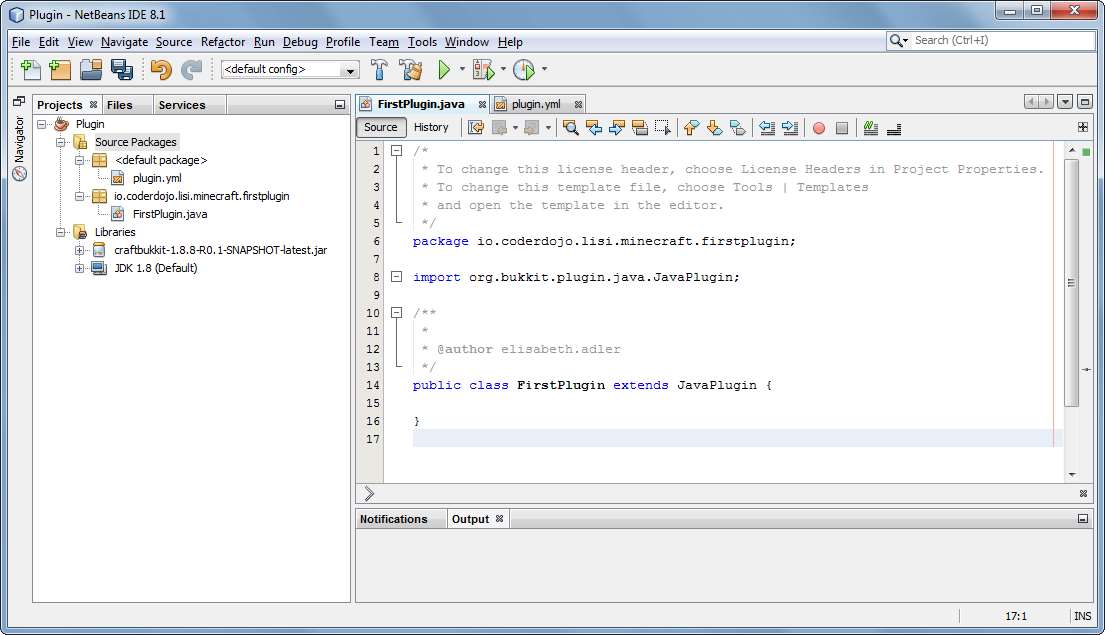 Plugin - NetBeans IDE 8.1
File Edit View Navigate Source Refactor Run Debug Profile Team Tools Window Help
Search (Ctrl+I)
<default config>
Projects Files Services
Navigator
Plugin
Source Packages
<default package>
plugin.yml
io.coderdojo.lisi.minecraft.firstplugin
FirstPlugin.java
Libraries
craftbukkit-1.8.8-R0.1-SNAPSHOT-latest.jar
JDK 1.8 (Default)
FirstPlugin.java plugin.yml
Source History
1 /*
2 * To change this license header, choose License Headers in Project Properties.
3 * To change this template file, choose Tools | Templates
4 * and open the template in the editor.
5 */
6 package io.coderdojo.lisi.minecraft.firstplugin;
7
8 import org.bukkit.plugin.java.JavaPlugin;
9
10 /**
11 *
12 * @author elisabeth.adler
13 */
14 public class FirstPlugin extends JavaPlugin {
15
16 }
17
Notifications Output
17:1 INS